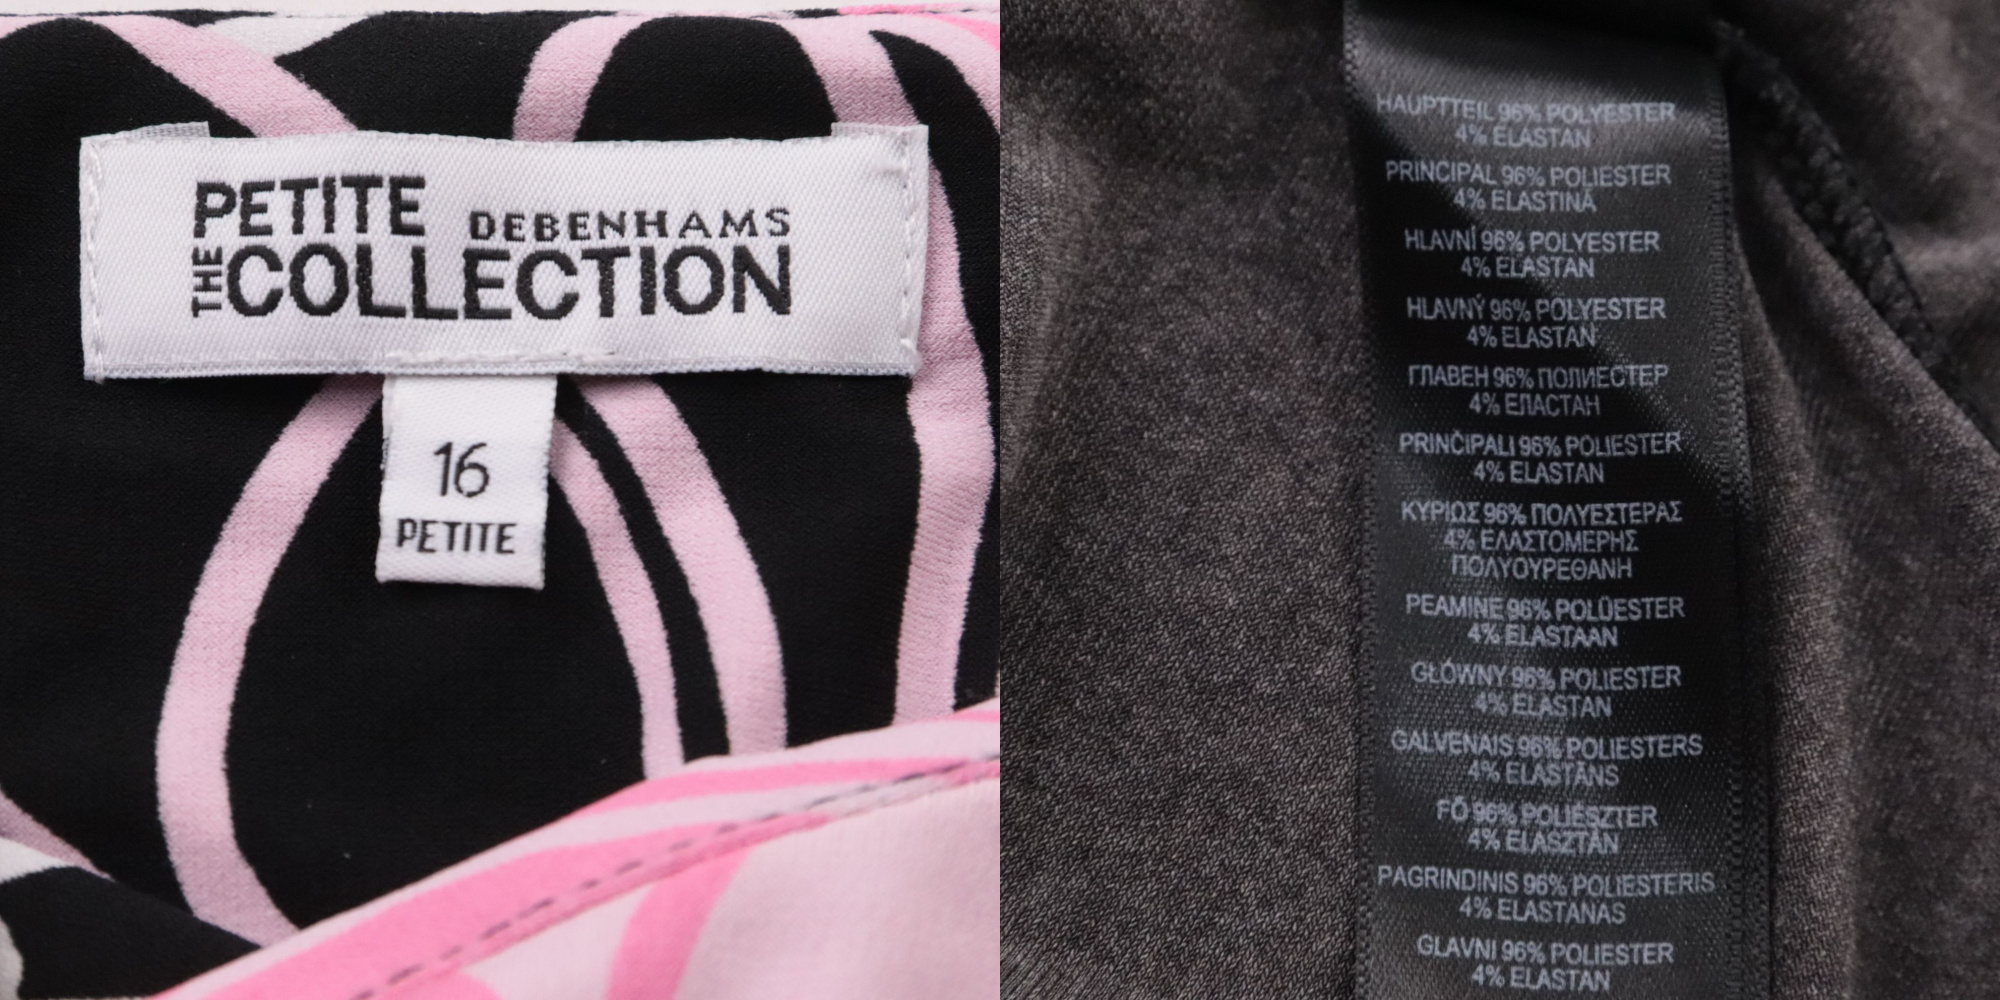 PETITE
DEBENHAMS
THE COLLECTION
16
PETITE
HAUPTTEIL 96% POLYESTER
4% ELASTAN
PRINCIPAL 96% POLIESTER
4% ELASTINĂ
HLAVNÍ 96% POLYESTER
4% ELASTAN
HLAVNÝ 96% POLYESTER
4% ELASTAN
ГЛАВЕН 96% ПОЛИЕСТЕР
4% ЕЛАСТАН
PRINČIPALI 96% POLIESTER
4% ELASTAN
ΚΥΡΙΩΣ 96% ΠΟΛΥΕΣΤΕΡΑΣ
4% ΕΛΑΣΤΟΜΕΡΗΣ
ΠΟΛΥΟΥΡΕΘΑΝΗ
PEAMINE 96% POLÜESTER
4% ELASTAAN
GŁÓWNY 96% POLIESTER
4% ELASTAN
GALVENAIS 96% POLIESTERS
4% ELASTĀNS
FŐ 96% POLIÉSZTER
4% ELASZTÁN
PAGRINDINIS 96% POLIESTERIS
4% ELASTANAS
GLAVNI 96% POLIESTER
4% ELASTAN